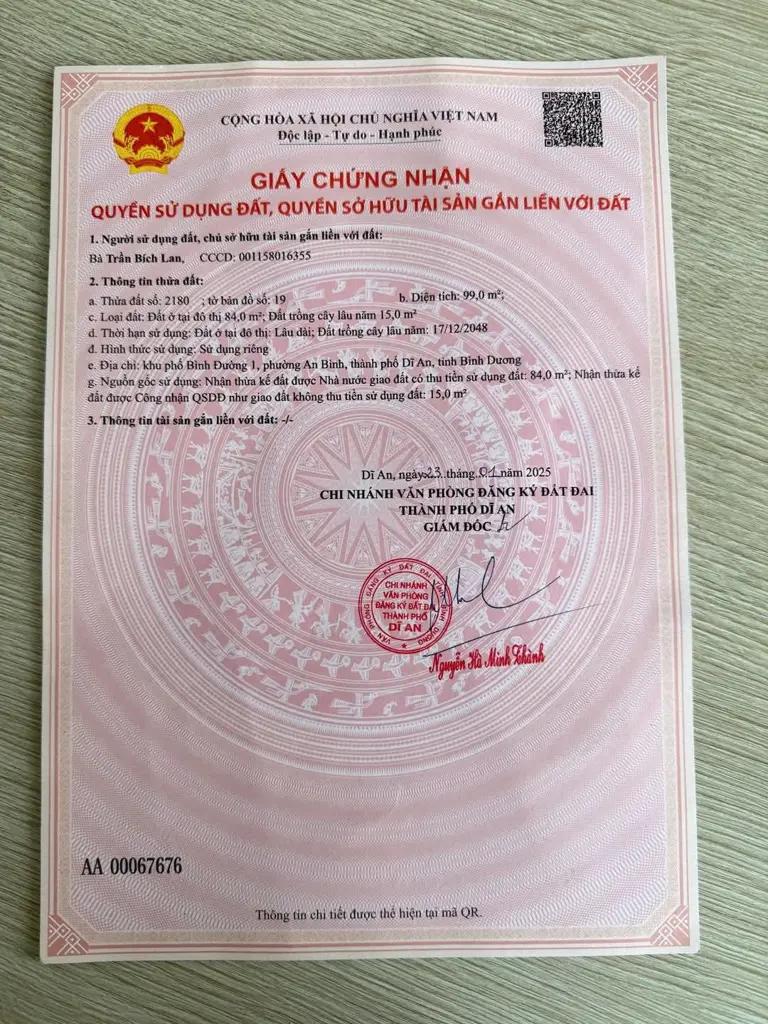 CỘNG HÒA XÃ HỘI CHỦ NGHĨA VIỆT NAM
Độc lập - Tự do - Hạnh phúc
GIẤY CHỨNG NHẬN
QUYỀN SỬ DỤNG ĐẤT, QUYỀN SỞ HỮU TÀI SẢN GẮN LIỀN VỚI ĐẤT
1. Người sử dụng đất, chủ sở hữu tài sản gắn liền với đất:
Bà Trần Bích Lan, CCCD: 001158016355
2. Thông tin thửa đất:
a. Thửa đất số: 2180 ; tờ bản đồ số: 19 b. Diện tích: 99,0 m²;
c. Loại đất: Đất ở tại đô thị 84,0 m²; Đất trồng cây lâu năm 15,0 m²
d. Thời hạn sử dụng: Đất ở tại đô thị: Lâu dài; Đất trồng cây lâu năm: 17/12/2048
đ. Hình thức sử dụng: Sử dụng riêng
e. Địa chỉ: khu phố Bình Đường 1, phường An Bình, thành phố Dĩ An, tỉnh Bình Dương
g. Nguồn gốc sử dụng: Nhận thừa kế đất được Nhà nước giao đất có thu tiền sử dụng đất: 84,0 m²; Nhận thừa kế
đất được Công nhận QSDĐ như giao đất không thu tiền sử dụng đất: 15,0 m²
3. Thông tin tài sản gắn liền với đất: -/-
Dĩ An, ngày 23 tháng 01 năm 2025
CHI NHÁNH VĂN PHÒNG ĐĂNG KÝ ĐẤT ĐAI
THÀNH PHỐ DĨ AN
GIÁM ĐỐC
VĂN PHÒNG ĐĂNG KÝ ĐẤT ĐAI TỈNH BÌNH DƯƠNG
CHI NHÁNH
VĂN PHÒNG
ĐĂNG KÝ ĐẤT ĐAI
THÀNH PHỐ
DĨ AN
Nguyễn Hà Minh Thành
AA 00067676
Thông tin chi tiết được thể hiện tại mã QR.